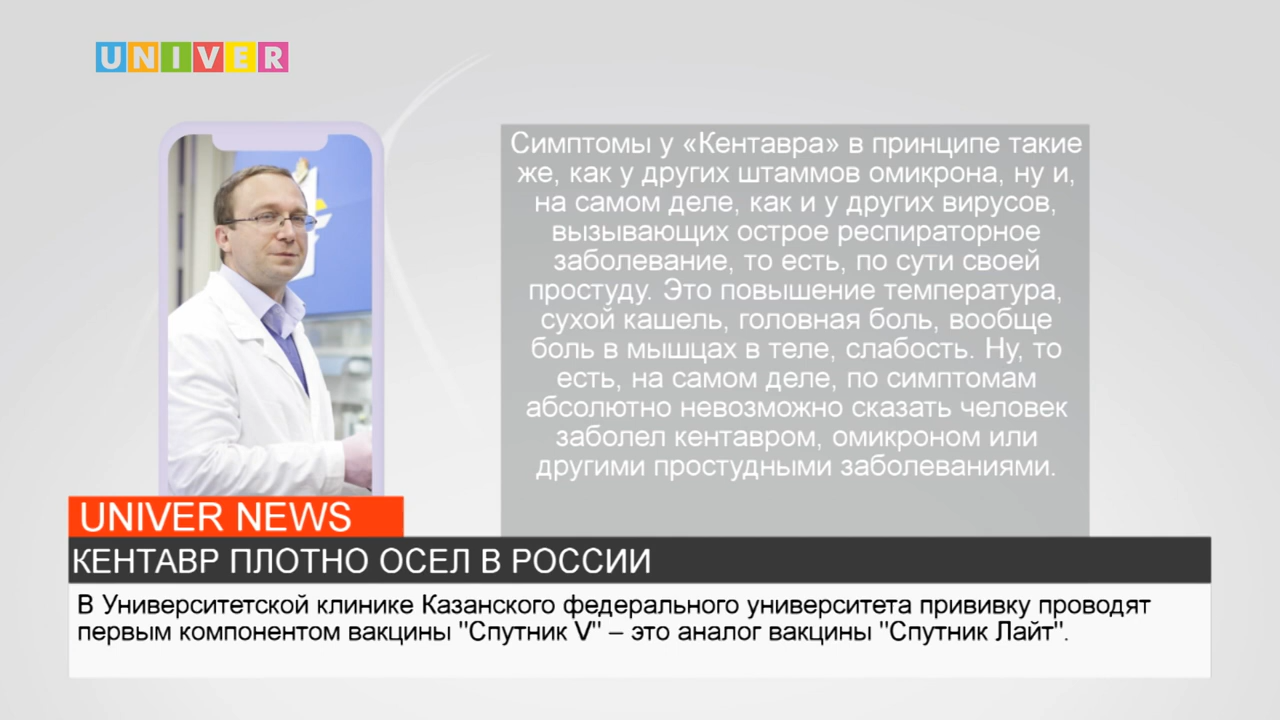 UNIVER
Симптомы у «Кентавра» в принципе такие
же, как у других штаммов омикрона, ну и,
на самом деле, как и у других вирусов,
вызывающих острое респираторное
заболевание, то есть, по сути своей
простуду. Это повышение температура,
сухой кашель, головная боль, вообще
боль в мышцах в теле, слабость. Ну, то
есть, на самом деле, по симптомам
абсолютно невозможно сказать человек
заболел кентавром, омикроном или
другими простудными заболеваниями.
UNIVER NEWS
КЕНТАВР ПЛОТНО ОСЕЛ В РОССИИ
В Университетской клинике Казанского федерального университета прививку проводят
первым компонентом вакцины "Спутник V" – это аналог вакцины "Спутник Лайт".